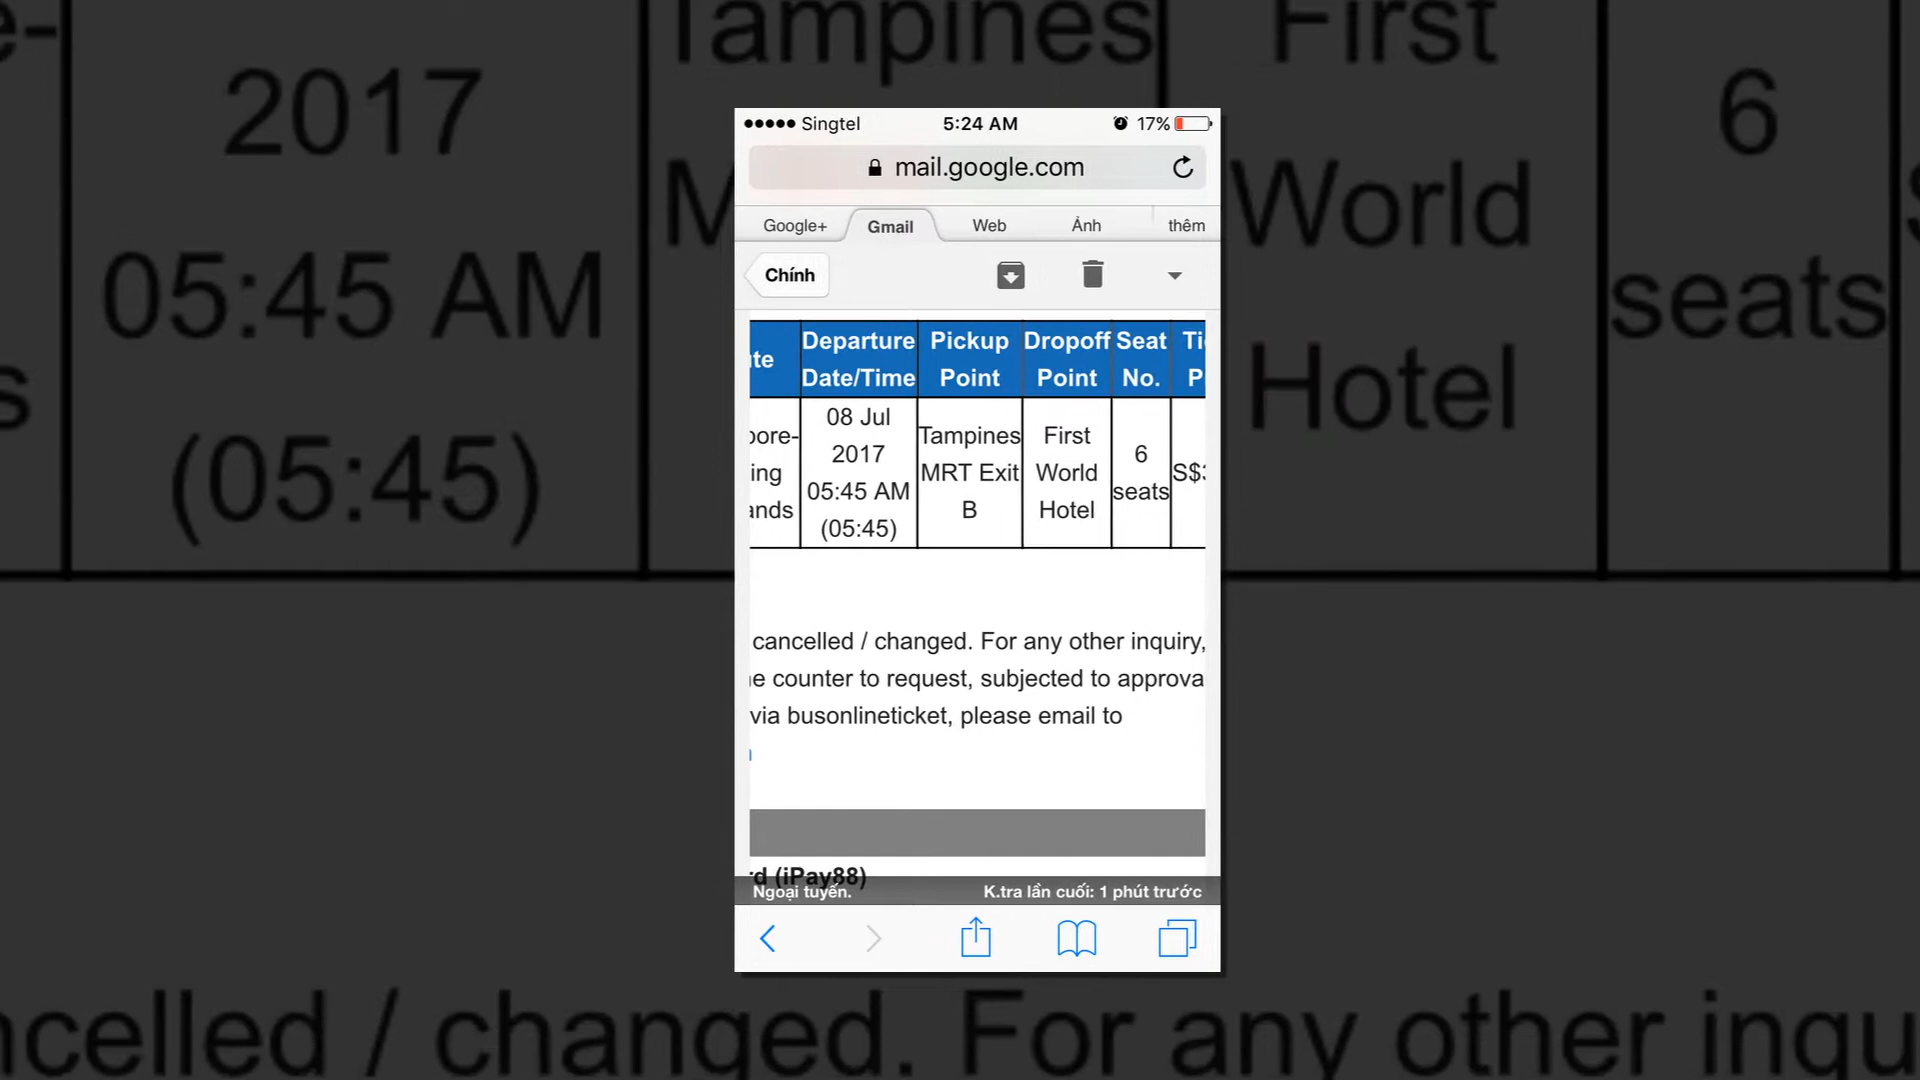 Singtel 5:24 AM 17%
mail.google.com
Google+ Gmail Web Ảnh thêm
Chính
Departure Date/Time
Pickup Point
Dropoff Point
Seat No.
08 Jul
2017
05:45 AM
(05:45)
Tampines
MRT Exit
B
First
World
Hotel
6
seats
S$
cancelled / changed. For any other inquiry,
counter to request, subjected to approva
via busonlineticket, please email to
rd (iPay88)
Ngoại tuyến. K.tra lần cuối: 1 phút trước
2017
05:45 AM
(05:45)
Tampines
First
World
Hotel
6
seats
ncelled / changed. For any other inqu